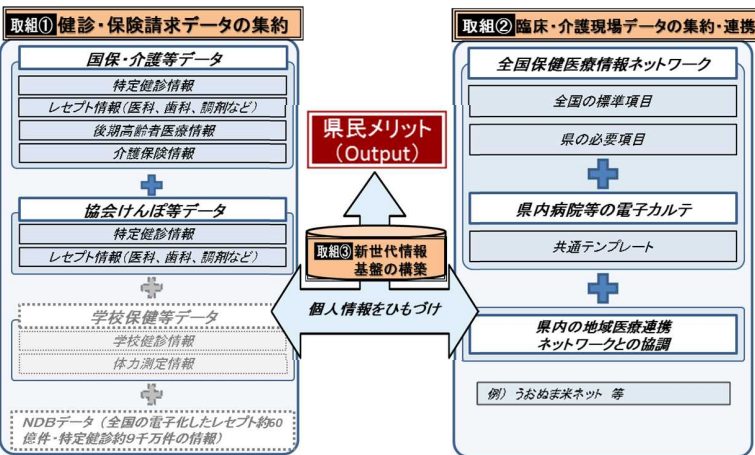 取組① 健診・保険請求データの集約
国保・介護等データ
特定健診情報
レセプト情報(医科、歯科、調剤など)
後期高齢者医療情報
介護保険情報
協会けんぽ等データ
特定健診情報
レセプト情報(医科、歯科、調剤など)
学校保健等データ
学校健診情報
体力測定情報
NDBデータ(全国の電子化したレセプト約60
億件・特定健診約9千万件の情報)
県民メリット
(Output)
取組③ 新世代情報
基盤の構築
個人情報をひもづけ
取組② 臨床・介護現場データの集約・連携
全国保健医療情報ネットワーク
全国の標準項目
県の必要項目
県内病院等の電子カルテ
共通テンプレート
県内の地域医療連携
ネットワークとの協調
例)うおぬま米ネット 等